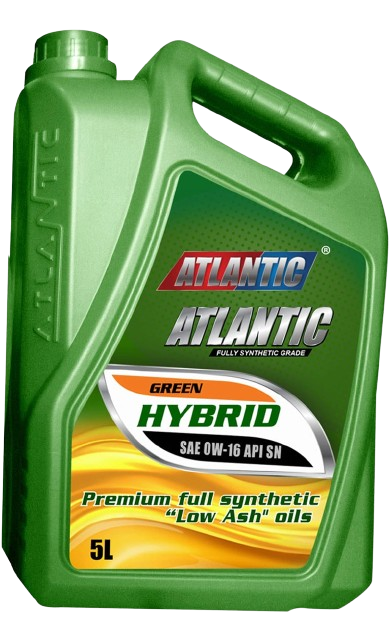 ATLANTIC
ATLANTIC®
ATLANTIC
FULLY SYNTHETIC GRADE
GREEN
HYBRID
SAE 0W-16 API SN
Premium full synthetic
"Low Ash" oils
5L